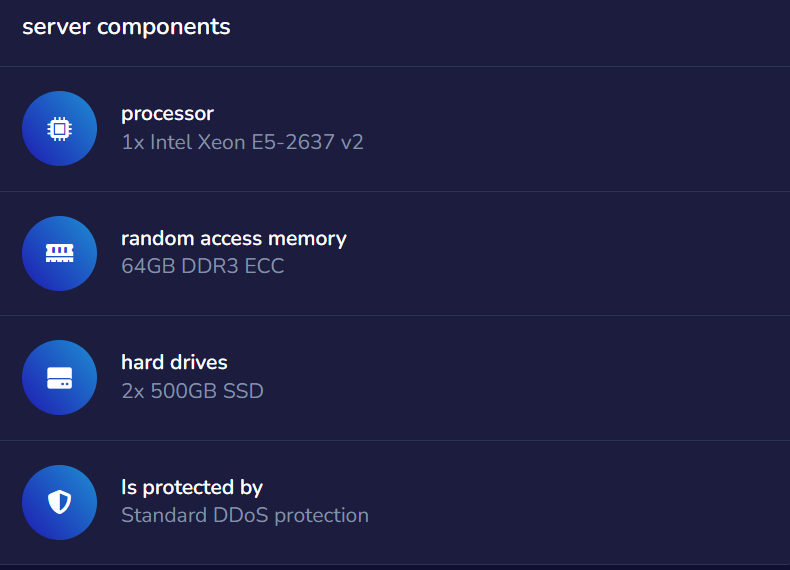 server components
processor
1x Intel Xeon E5-2637 v2
random access memory
64GB DDR3 ECC
hard drives
2x 500GB SSD
Is protected by
Standard DDoS protection